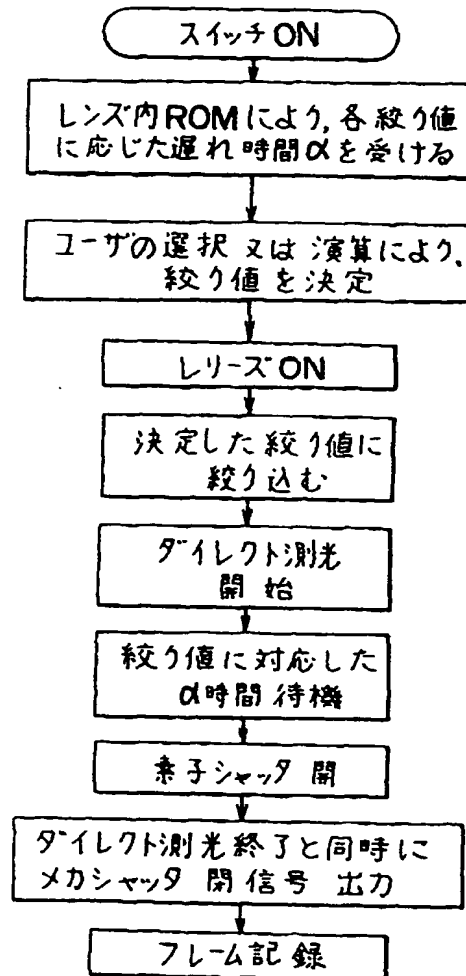 スイッチON
レンズ内ROMにより,各絞り値
に応じた遅れ時間αを受ける
ユーザの選択又は演算により,
絞り値を決定
レリーズON
決定した絞り値に
絞り込む
ダイレクト測光
開始
絞り値に対応した
α時間待機
素子シャッタ開
ダイレクト測光終了と同時に
メカシャッタ閉信号出力
フレーム記録